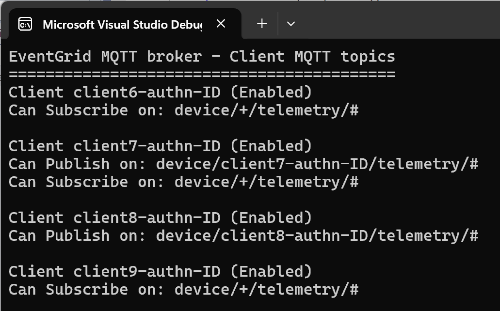 Microsoft Visual Studio Debug
EventGrid MQTT broker - Client MQTT topics
==========================================
Client client6-authn-ID (Enabled)
Can Subscribe on: device/+/telemetry/#
Client client7-authn-ID (Enabled)
Can Publish on: device/client7-authn-ID/telemetry/#
Can Subscribe on: device/+/telemetry/#
Client client8-authn-ID (Enabled)
Can Publish on: device/client8-authn-ID/telemetry/#
Client client9-authn-ID (Enabled)
Can Subscribe on: device/+/telemetry/#